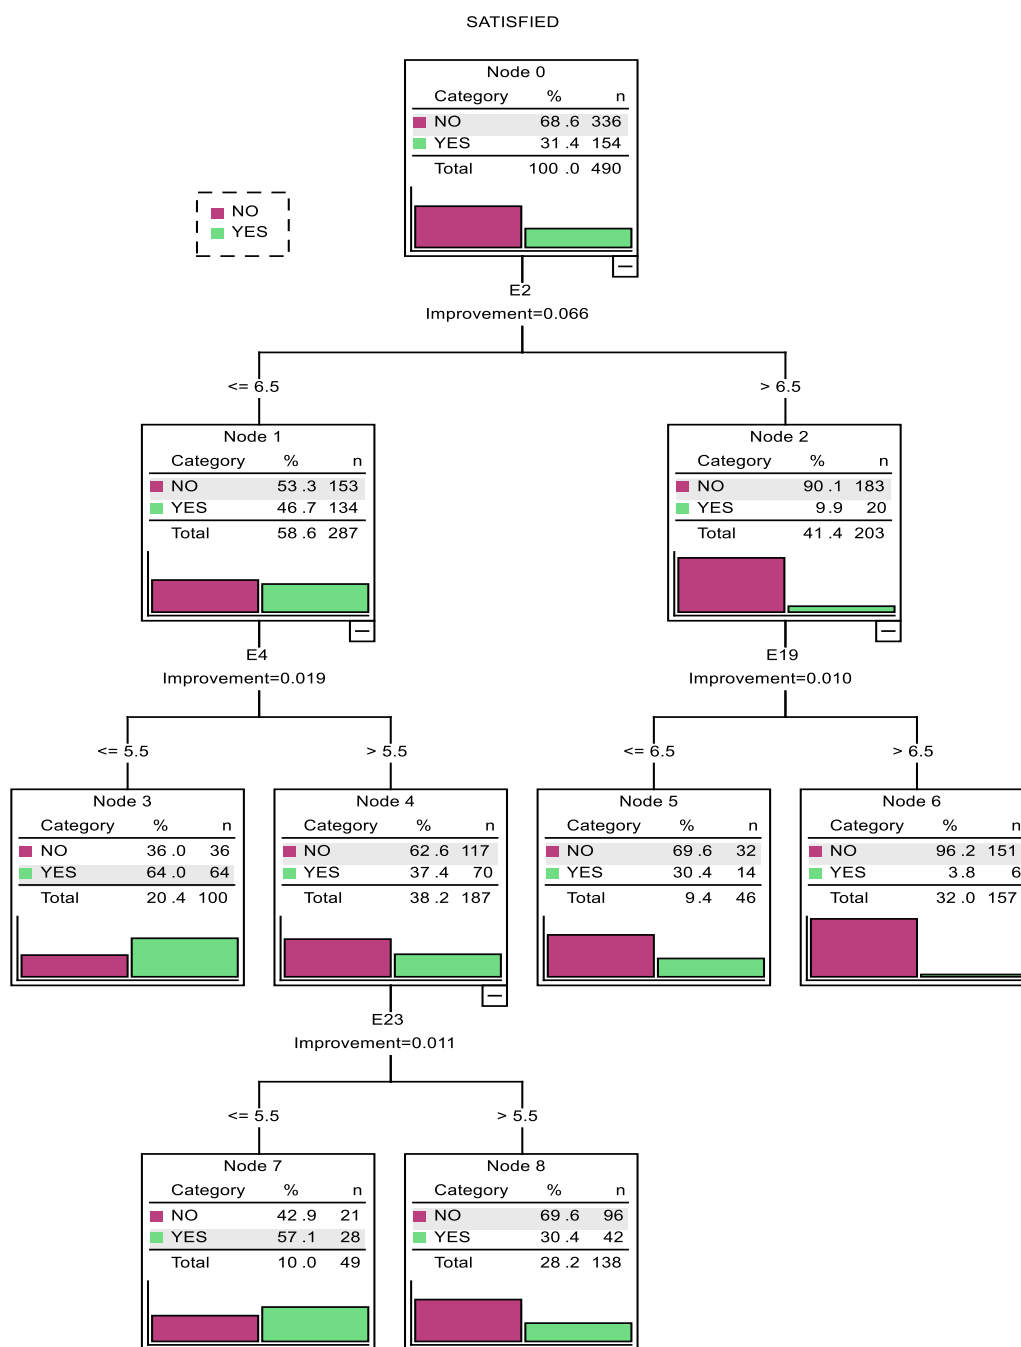 SATISFIED
Node 0
Category % n
NO 68 .6 336
YES 31 .4 154
Total 100 .0 490
NO
YES
E2
Improvement=0.066
<= 6.5
> 6.5
Node 1
Category % n
NO 53 .3 153
YES 46 .7 134
Total 58 .6 287
Node 2
Category % n
NO 90 .1 183
YES 9 .9 20
Total 41 .4 203
E4
Improvement=0.019
E19
Improvement=0.010
<= 5.5
> 5.5
<= 6.5
> 6.5
Node 3
Category % n
NO 36 .0 36
YES 64 .0 64
Total 20 .4 100
Node 4
Category % n
NO 62 .6 117
YES 37 .4 70
Total 38 .2 187
Node 5
Category % n
NO 69 .6 32
YES 30 .4 14
Total 9 .4 46
Node 6
Category % n
NO 96 .2 151
YES 3 .8 6
Total 32 .0 157
E23
Improvement=0.011
<= 5.5
> 5.5
Node 7
Category % n
NO 42 .9 21
YES 57 .1 28
Total 10 .0 49
Node 8
Category % n
NO 69 .6 96
YES 30 .4 42
Total 28 .2 138